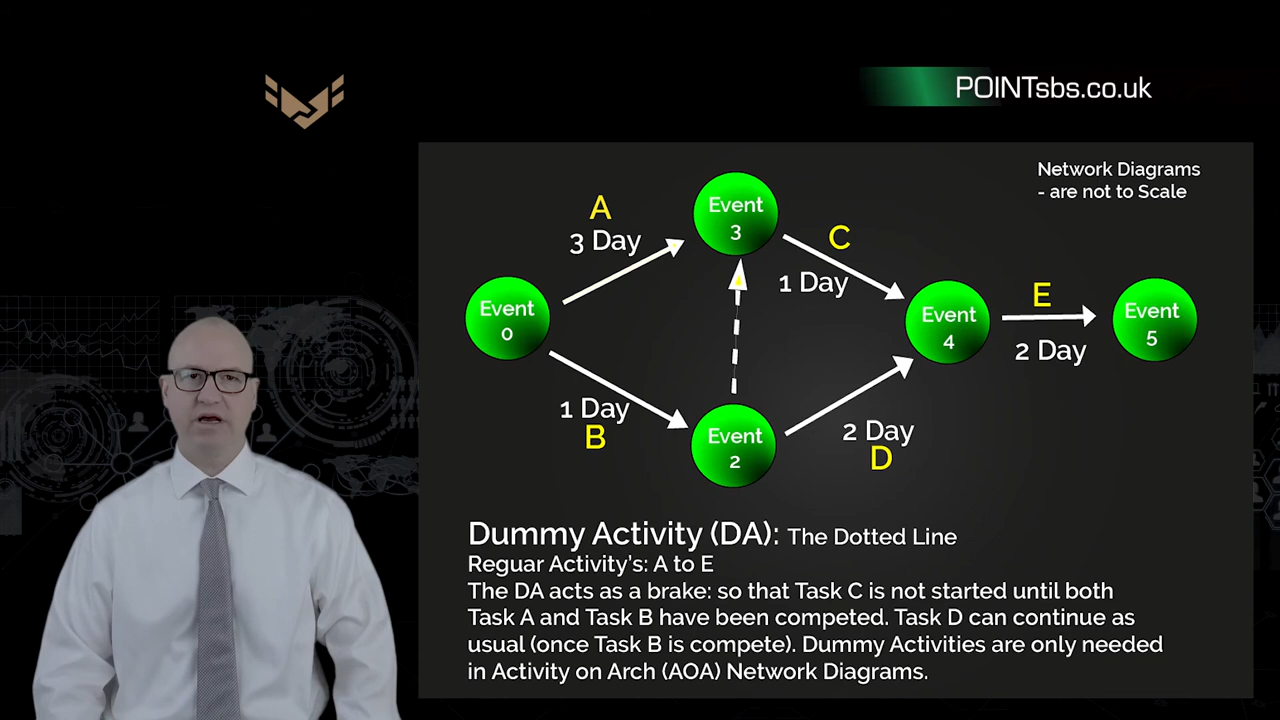 POINTsbs.co.uk
Network Diagrams
- are not to Scale
A
3 Day
Event
3
C
1 Day
Event
0
Event
4
E
2 Day
Event
5
1 Day
B
Event
2
2 Day
D
Dummy Activity (DA): The Dotted Line
Reguar Activity's: A to E
The DA acts as a brake: so that Task C is not started until both
Task A and Task B have been competed. Task D can continue as
usual (once Task B is compete). Dummy Activities are only needed
in Activity on Arch (AOA) Network Diagrams.